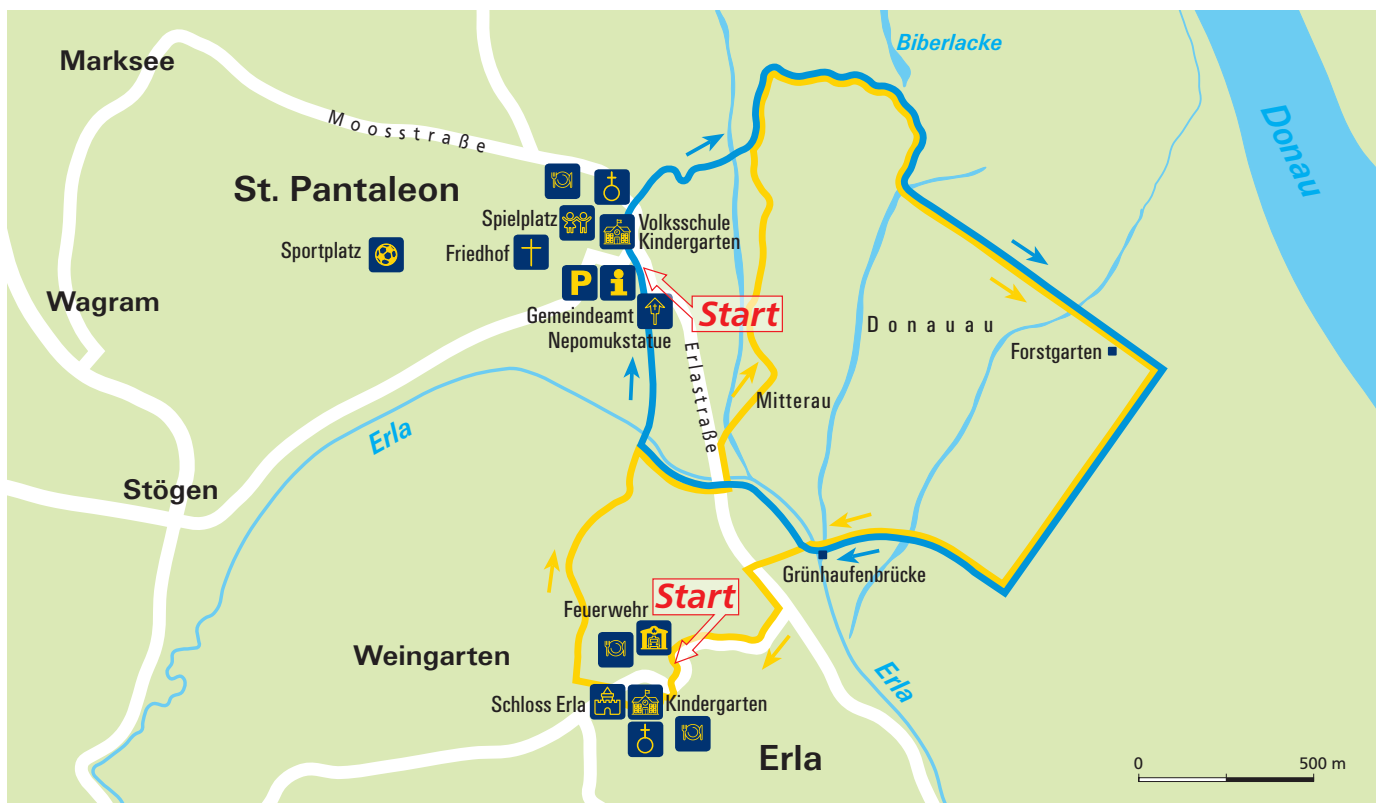 Biberlacke
Marksee
Donau
Moosstraße
St. Pantaleon
Spielplatz
Volksschule
Kindergarten
Sportplatz
Friedhof
Wagram
P
i
Start
Gemeindeamt
Nepomukstatue
Donauau
Forstgarten
Erlastraße
Mitterau
Erla
Stögen
Grünhaufenbrücke
Start
Feuerwehr
Weingarten
Erla
Schloss Erla
Kindergarten
Erla
0 500 m